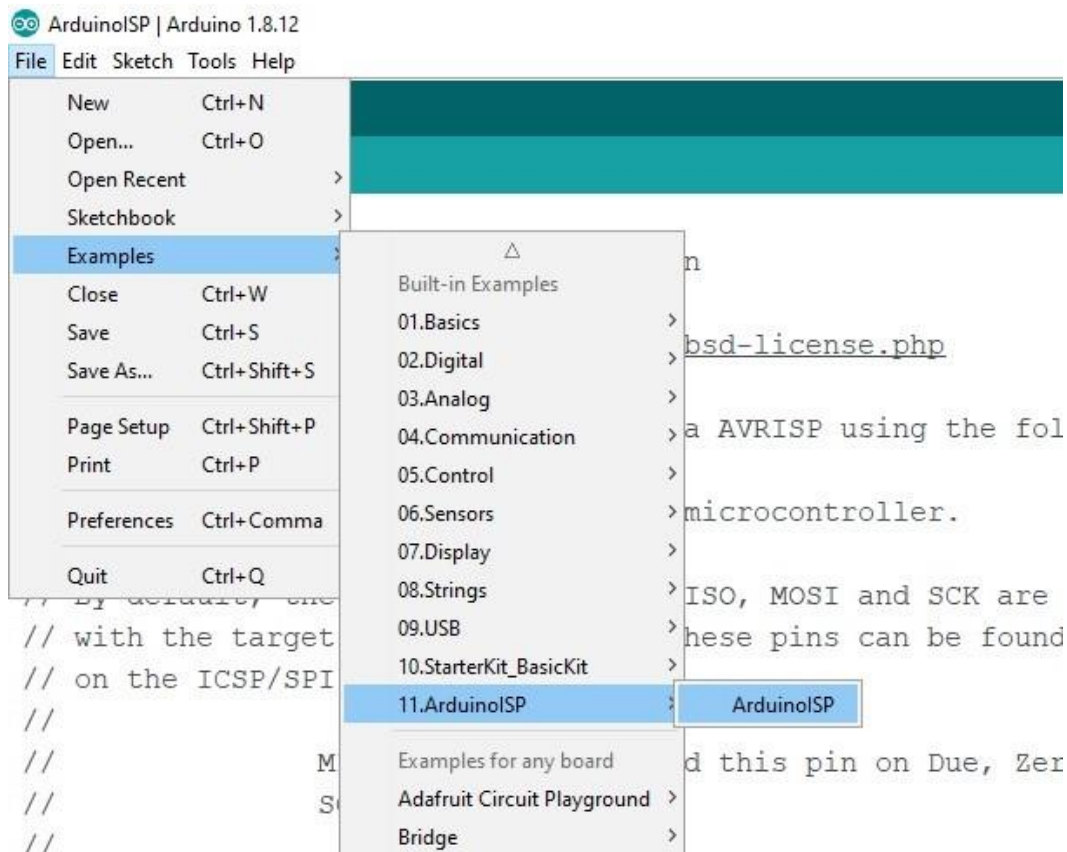 ArduinoISP | Arduino 1.8.12
File Edit Sketch Tools Help
New Ctrl+N
Open... Ctrl+O
Open Recent
Sketchbook
Examples
Close Ctrl+W
Save Ctrl+S
Save As... Ctrl+Shift+S
Page Setup Ctrl+Shift+P
Print Ctrl+P
Preferences Ctrl+Comma
Quit Ctrl+Q
Built-in Examples
01.Basics
02.Digital
03.Analog
04.Communication
05.Control
06.Sensors
07.Display
08.Strings
09.USB
10.StarterKit_BasicKit
11.ArduinoISP
Examples for any board
Adafruit Circuit Playground
Bridge
ArduinoISP
n
bsd-license.php
a AVRISP using the fol
microcontroller.
// By default, the ISO, MOSI and SCK are
// with the target hese pins can be found
// on the ICSP/SPI
//
// M d this pin on Due, Zer
// S
//